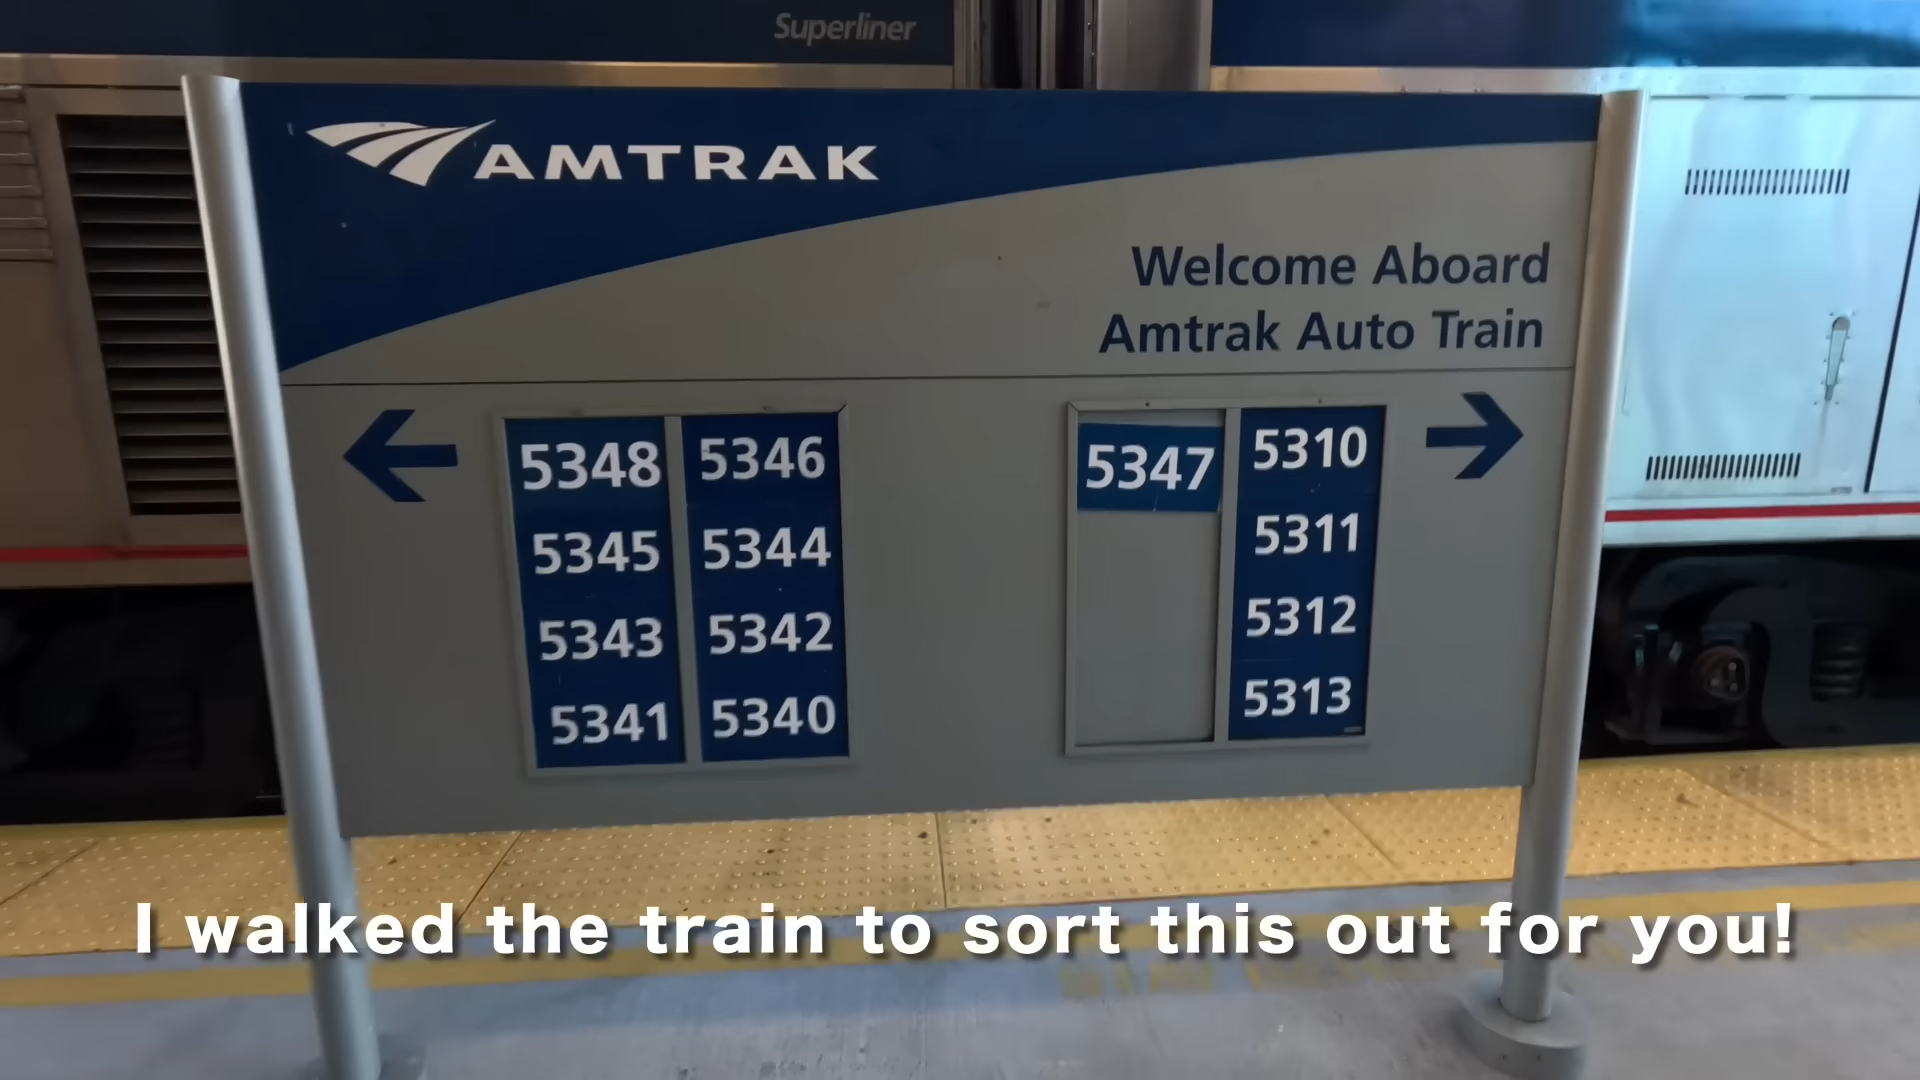 Superliner
AMTRAK
Welcome Aboard
Amtrak Auto Train
5348 5346
5345 5344
5343 5342
5341 5340
5347 5310
5311
5312
5313
I walked the train to sort this out for you!